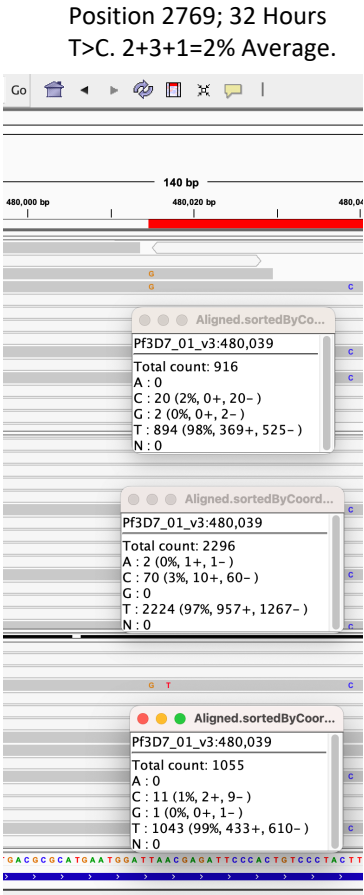 Position 2769; 32 Hours
T>C. 2+3+1=2% Average.
Go
140 bp
480,000 bp 480,020 bp 480,04
G
G C
Aligned.sortedByCo...
Pf3D7_01_v3:480,039
Total count: 916
A : 0
C : 20 (2%, 0+, 20- )
G : 2 (0%, 0+, 2- )
T : 894 (98%, 369+, 525- )
N : 0
C
C
Aligned.sortedByCoord...
Pf3D7_01_v3:480,039
Total count: 2296
A : 2 (0%, 1+, 1- )
C : 70 (3%, 10+, 60- )
G : 0
T : 2224 (97%, 957+, 1267- )
N : 0
C
C
C
G T C
Aligned.sortedByCoor...
Pf3D7_01_v3:480,039
Total count: 1055
A : 0
C : 11 (1%, 2+, 9- )
G : 1 (0%, 0+, 1- )
T : 1043 (99%, 433+, 610- )
N : 0
C
C
T G A C G C G C A T G A A T G G A T T A A C G A G A T T C C C A C T G T C C C T A C T T